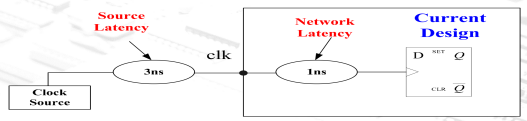 Source
Latency
Network
Latency
Current
Design
clk
3ns
1ns
D SET Q
CLR Q
Clock
Source